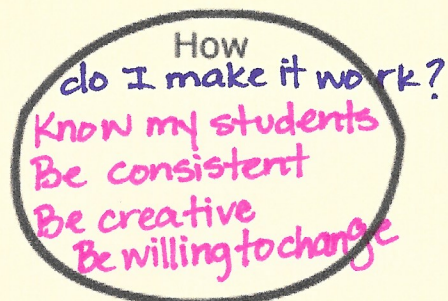 How
do I make it work?
Know my students
Be consistent
Be creative
Be willing to change